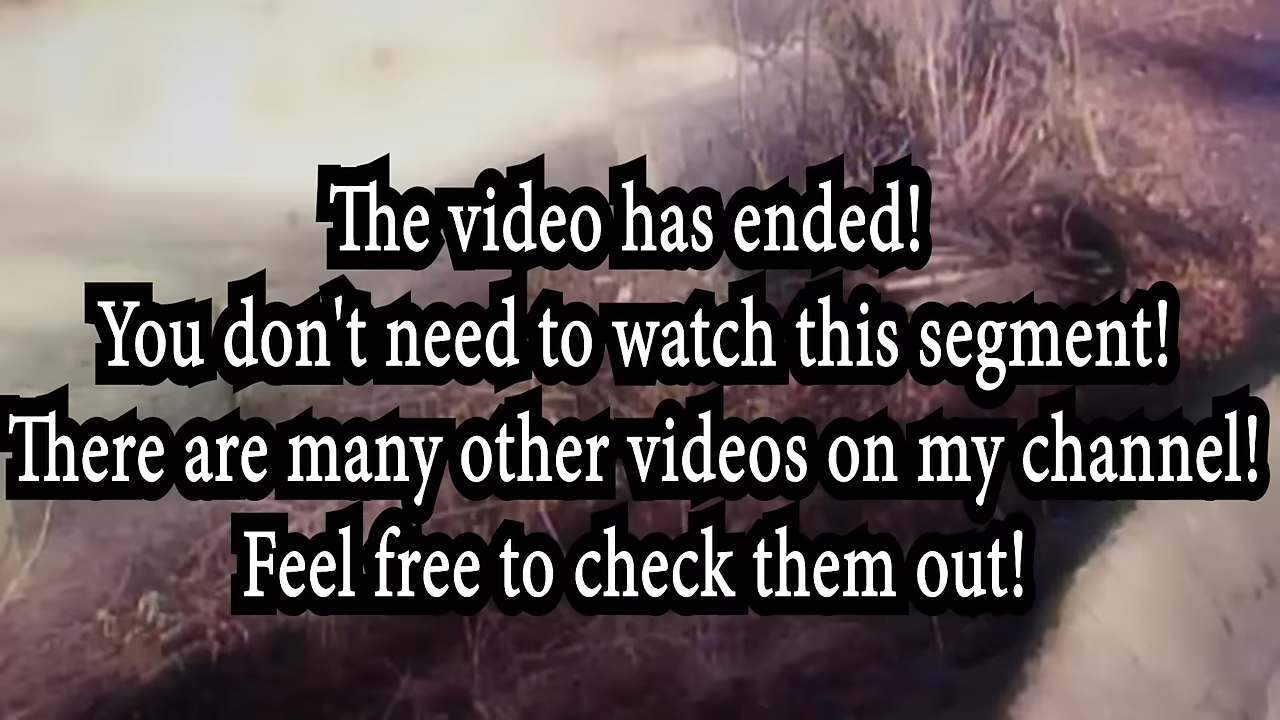 The video has ended!
You don't need to watch this segment!
There are many other videos on my channel!
Feel free to check them out!